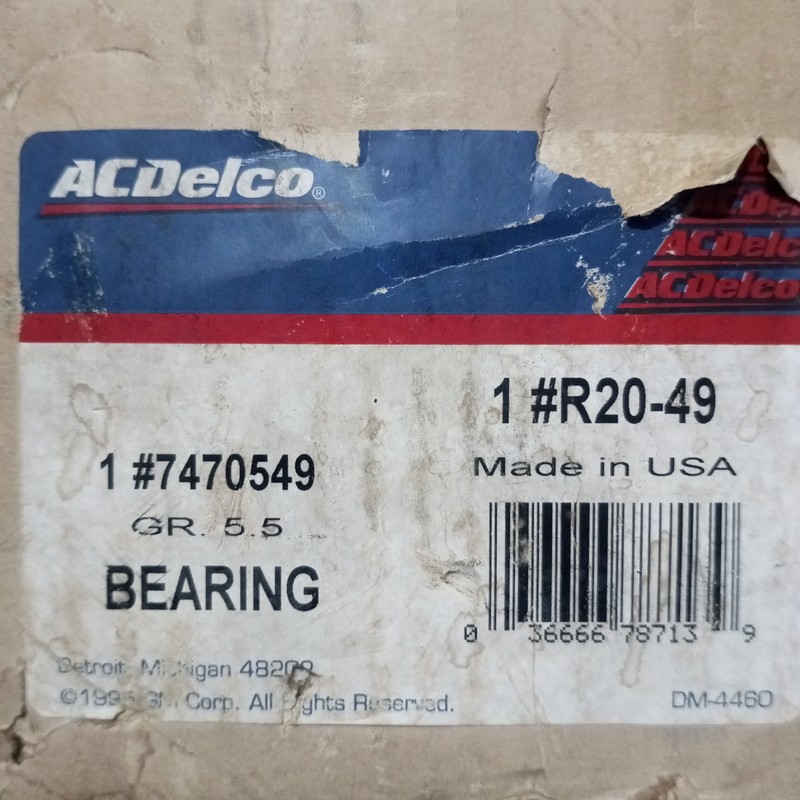 ACDelco®
ACDelco
ACDelco
1 #R20-49
1 #7470549
Made in USA
GR. 5.5
BEARING
0 36666 78713 9
Detroit, Michigan 48202
Corp. All Rights Reserved.
DM-4460